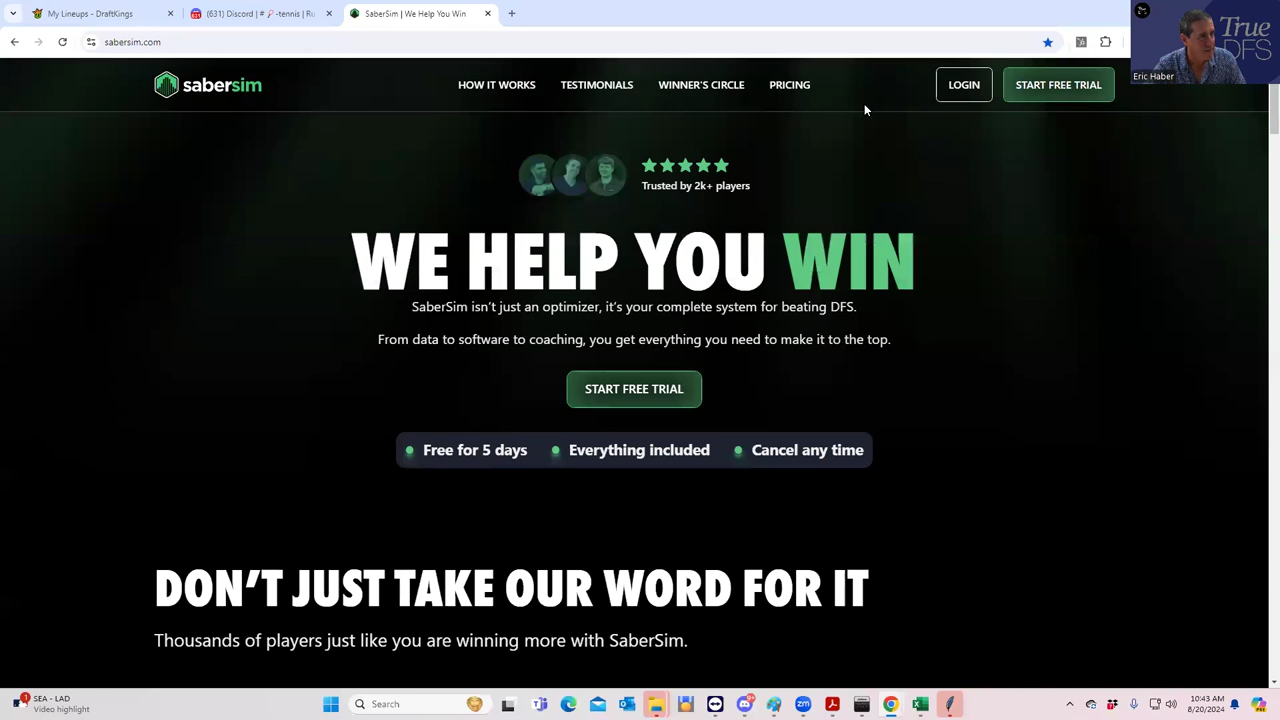 My Lineups - DraftKings
(631) Discord | # 🎾-tennis | Ru
SaberSim | We Help You Win
sabersim.com
True
DFS
Eric Haber
sabersim
HOW IT WORKS
TESTIMONIALS
WINNER'S CIRCLE
PRICING
LOGIN
START FREE TRIAL
Trusted by 2k+ players
WE HELP YOU WIN
SaberSim isn't just an optimizer, it's your complete system for beating DFS.
From data to software to coaching, you get everything you need to make it to the top.
START FREE TRIAL
Free for 5 days
Everything included
Cancel any time
DON'T JUST TAKE OUR WORD FOR IT
Thousands of players just like you are winning more with SaberSim.
1
SEA - LAD
Video highlight
Search
10:43 AM
8/20/2024